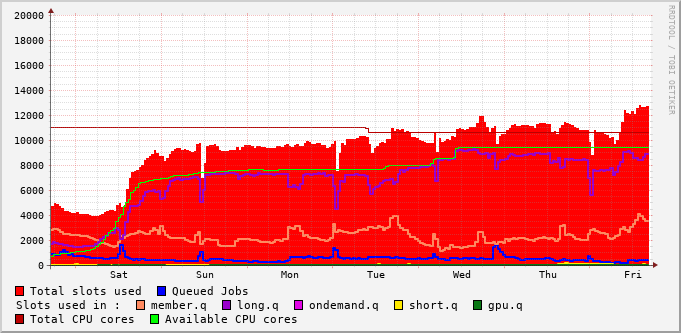 RRDTOOL / TOBI OETIKER
20000
18000
16000
14000
12000
10000
8000
6000
4000
2000
0
Sat Sun Mon Tue Wed Thu Fri
Total slots used Queued Jobs
Slots used in : member.q long.q ondemand.q short.q gpu.q
Total CPU cores Available CPU cores